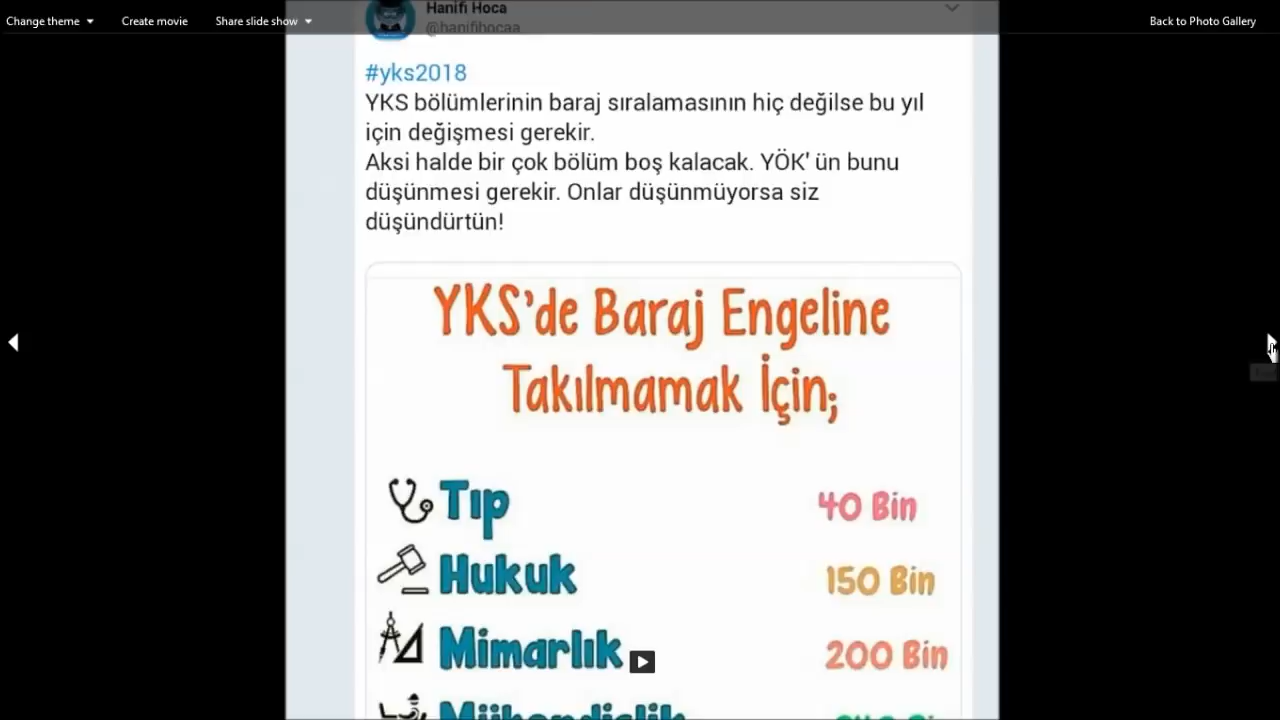 Change theme
Create movie
Share slide show
Back to Photo Gallery
Hanifi Hoca
@hanifihocaa
#yks2018
YKS bölümlerinin baraj sıralamasının hiç değilse bu yıl
için değişmesi gerekir.
Aksi halde bir çok bölüm boş kalacak. YÖK' ün bunu
düşünmesi gerekir. Onlar düşünmüyorsa siz
düşündürtün!
YKS'de Baraj Engeline
Takılmamak İçin;
Tıp 40 Bin
Hukuk 150 Bin
Mimarlık 200 Bin
Mühendislik